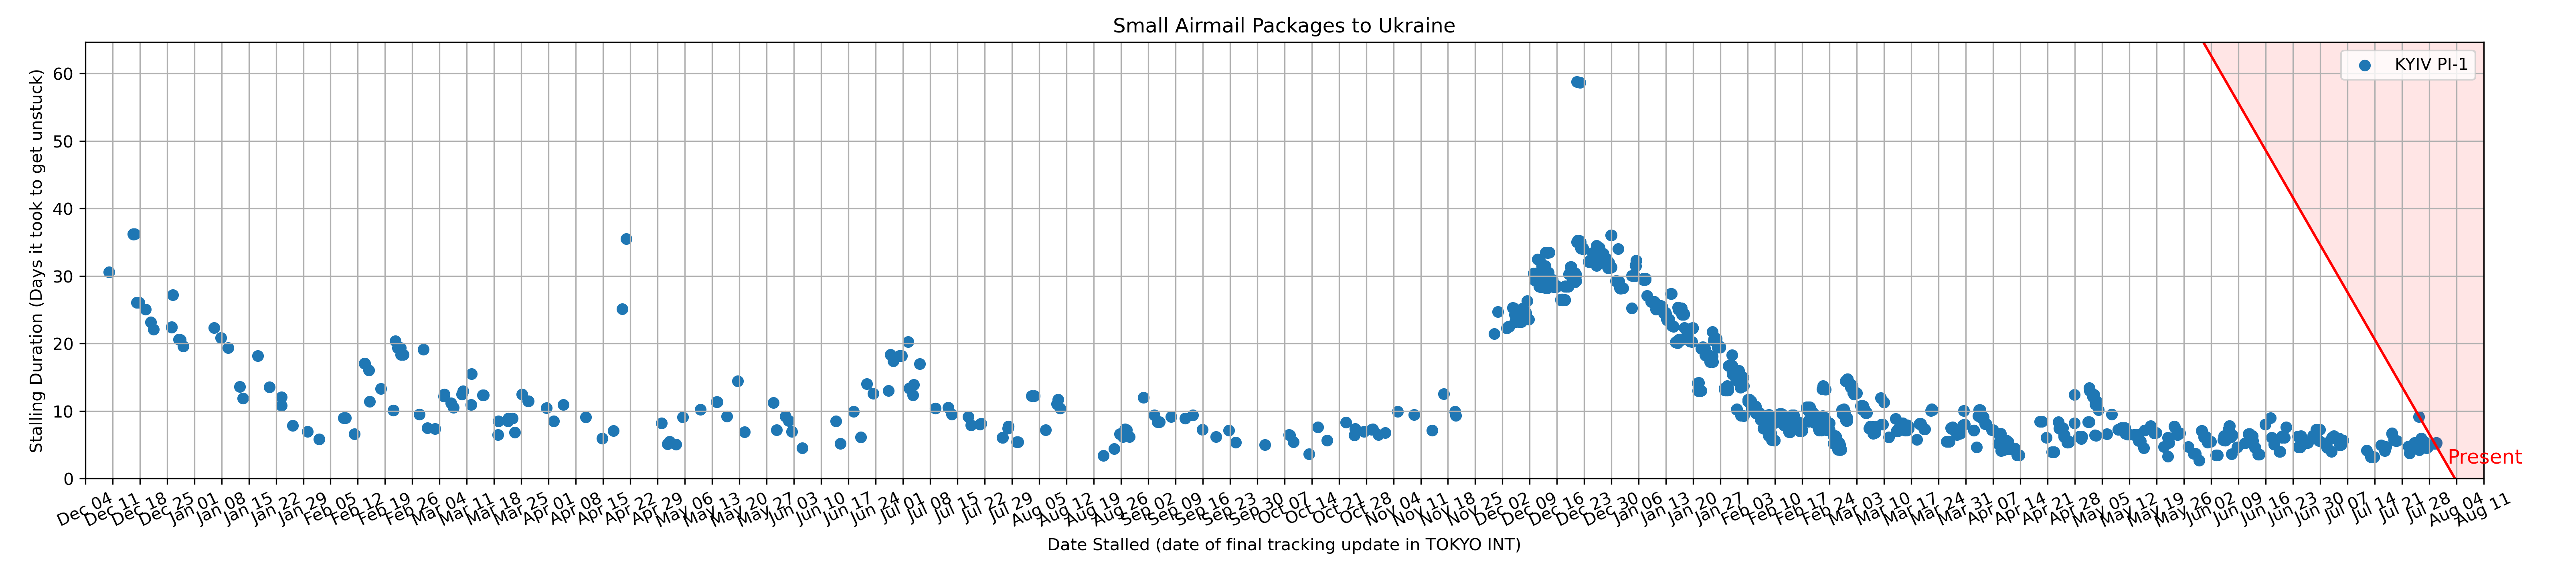 Small Airmail Packages to Ukraine
KYIV PI-1
Stalling Duration (Days it took to get unstuck)
60
50
40
30
20
10
0
Present
Dec 04
Dec 11
Dec 18
Dec 25
Jan 01
Jan 08
Jan 15
Jan 22
Jan 29
Feb 05
Feb 12
Feb 19
Feb 26
Mar 04
Mar 11
Mar 18
Mar 25
Apr 01
Apr 08
Apr 15
Apr 22
Apr 29
May 06
May 13
May 20
May 27
Jun 03
Jun 10
Jun 17
Jun 24
Jul 01
Jul 08
Jul 15
Jul 22
Jul 29
Aug 05
Aug 12
Aug 19
Aug 26
Sep 02
Sep 09
Sep 16
Sep 23
Sep 30
Oct 07
Oct 14
Oct 21
Oct 28
Nov 04
Nov 11
Nov 18
Nov 25
Dec 02
Dec 09
Dec 16
Dec 23
Dec 30
Jan 06
Jan 13
Jan 20
Jan 27
Feb 03
Feb 10
Feb 17
Feb 24
Mar 03
Mar 10
Mar 17
Mar 24
Mar 31
Apr 07
Apr 14
Apr 21
Apr 28
May 05
May 12
May 19
May 26
Jun 02
Jun 09
Jun 16
Jun 23
Jun 30
Jul 07
Jul 14
Jul 21
Jul 28
Aug 04
Aug 11
Date Stalled (date of final tracking update in TOKYO INT)